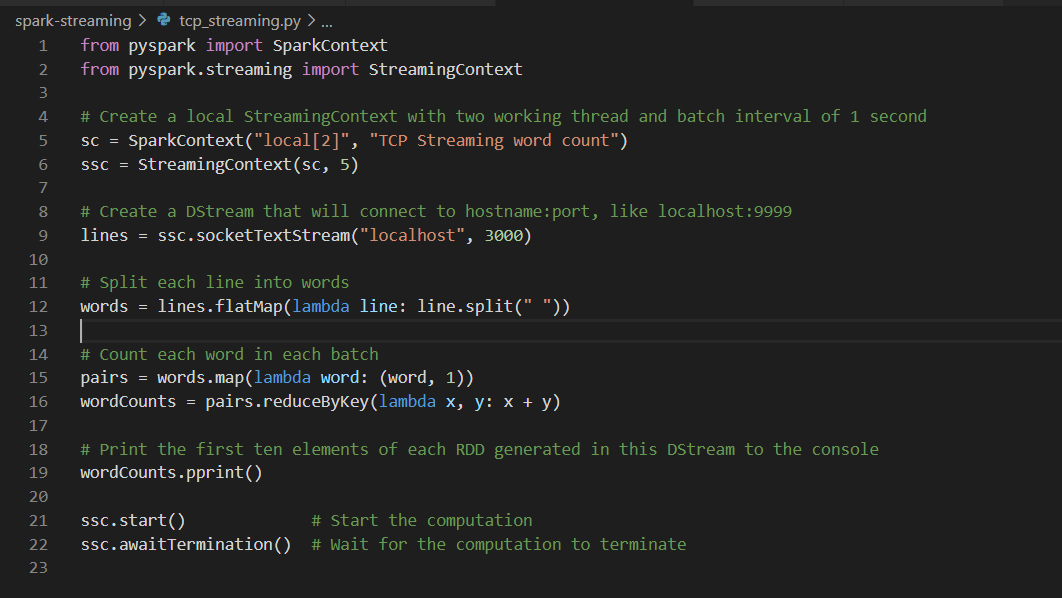 spark-streaming > tcp_streaming.py > ...
1 from pyspark import SparkContext
2 from pyspark.streaming import StreamingContext
3
4 # Create a local StreamingContext with two working thread and batch interval of 1 second
5 sc = SparkContext("local[2]", "TCP Streaming word count")
6 ssc = StreamingContext(sc, 5)
7
8 # Create a DStream that will connect to hostname:port, like localhost:9999
9 lines = ssc.socketTextStream("localhost", 3000)
10
11 # Split each line into words
12 words = lines.flatMap(lambda line: line.split(" "))
13
14 # Count each word in each batch
15 pairs = words.map(lambda word: (word, 1))
16 wordCounts = pairs.reduceByKey(lambda x, y: x + y)
17
18 # Print the first ten elements of each RDD generated in this DStream to the console
19 wordCounts.pprint()
20
21 ssc.start()             # Start the computation
22 ssc.awaitTermination()  # Wait for the computation to terminate
23